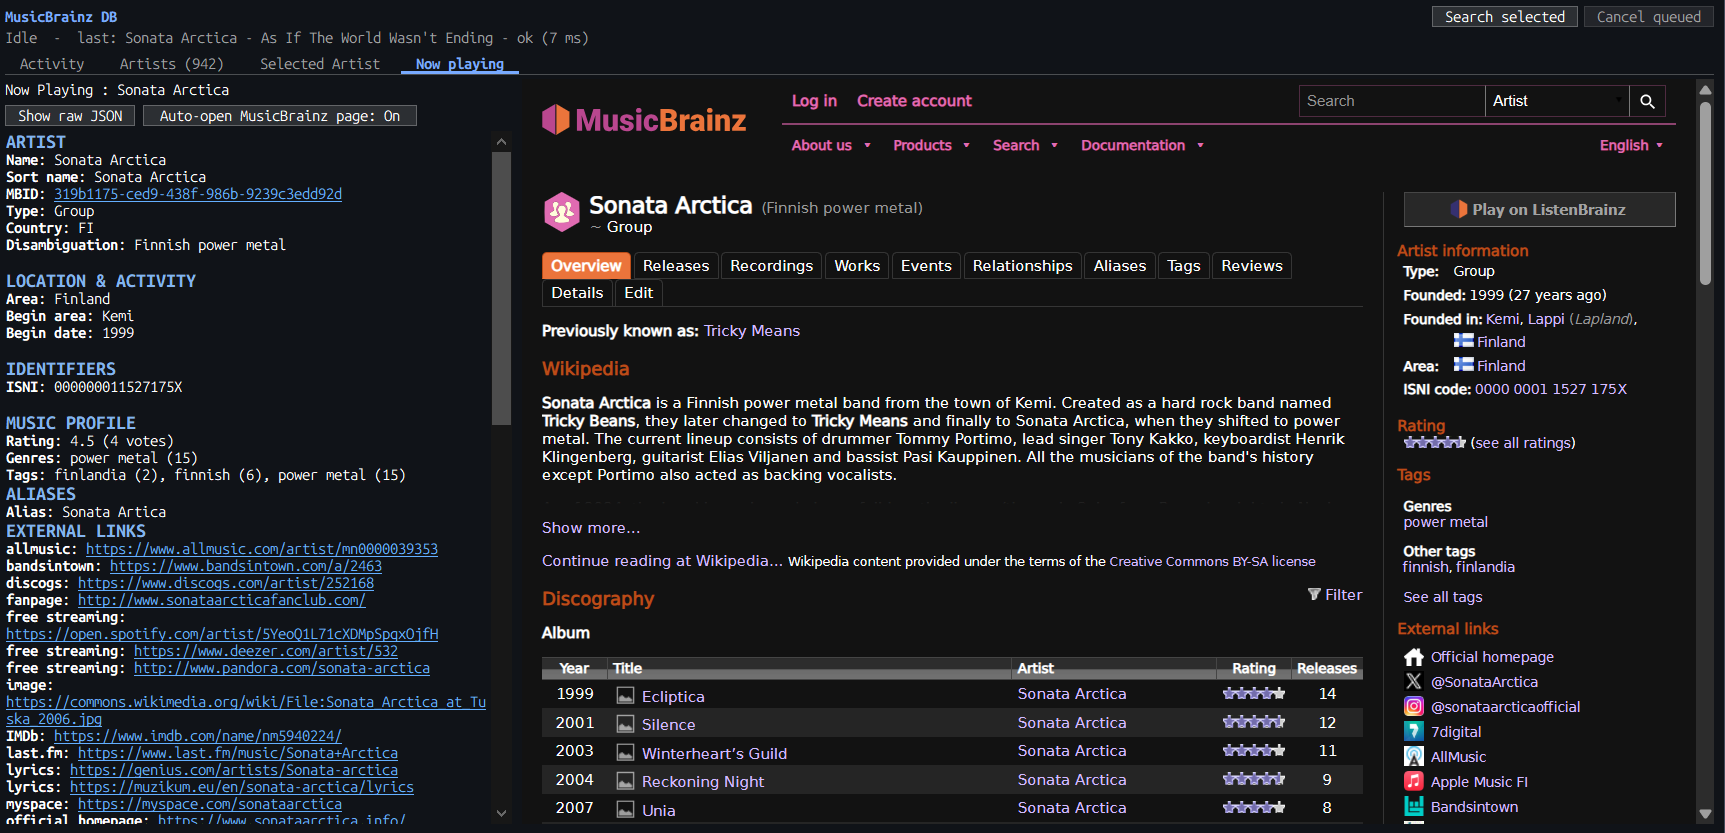 MusicBrainz DB
Search selected
Cancel queued
Idle  -  last: Sonata Arctica - As If The World Wasn't Ending - ok (7 ms)
Activity
Artists (942)
Selected Artist
Now playing
Now Playing : Sonata Arctica
Show raw JSON
Auto-open MusicBrainz page: On
ARTIST
Name: Sonata Arctica
Sort name: Sonata Arctica
MBID: 319b1175-ced9-438f-986b-9239c3edd92d
Type: Group
Country: FI
Disambiguation: Finnish power metal
LOCATION & ACTIVITY
Area: Finland
Begin area: Kemi
Begin date: 1999
IDENTIFIERS
ISNI: 000000011527175X
MUSIC PROFILE
Rating: 4.5 (4 votes)
Genres: power metal (15)
Tags: finlandia (2), finnish (6), power metal (15)
ALIASES
Alias: Sonata Artica
EXTERNAL LINKS
allmusic: https://www.allmusic.com/artist/mn0000039353
bandsintown: https://www.bandsintown.com/a/2463
discogs: https://www.discogs.com/artist/252168
fanpage: http://www.sonataarcticafanclub.com/
free streaming:
https://open.spotify.com/artist/5YeoQ1L71cXDMpSpqxOjfH
free streaming: https://www.deezer.com/artist/532
free streaming: http://www.pandora.com/sonata-arctica
image:
https://commons.wikimedia.org/wiki/File:Sonata_Arctica_at_Tu
ska_2006.jpg
IMDb: https://www.imdb.com/name/nm5940224/
last.fm: https://www.last.fm/music/Sonata+Arctica
lyrics: https://genius.com/artists/Sonata-arctica
lyrics: https://muzikum.eu/en/sonata-arctica/lyrics
myspace: https://myspace.com/sonataarctica
official homepage: https://www.sonataarctica.info/
MusicBrainz
Log in
Create account
Search
Artist
About us
Products
Search
Documentation
English
Sonata Arctica (Finnish power metal)
~ Group
Overview
Releases
Recordings
Works
Events
Relationships
Aliases
Tags
Reviews
Details
Edit
Previously known as: Tricky Means
Wikipedia
Sonata Arctica is a Finnish power metal band from the town of Kemi. Created as a hard rock band named
Tricky Beans, they later changed to Tricky Means and finally to Sonata Arctica, when they shifted to power
metal. The current lineup consists of drummer Tommy Portimo, lead singer Tony Kakko, keyboardist Henrik
Klingenberg, guitarist Elias Viljanen and bassist Pasi Kauppinen. All the musicians of the band's history
except Portimo also acted as backing vocalists.
Show more…
Continue reading at Wikipedia… Wikipedia content provided under the terms of the Creative Commons BY-SA license
Discography
Filter
Album
Year Title Artist Rating Releases
1999 Ecliptica Sonata Arctica 14
2001 Silence Sonata Arctica 12
2003 Winterheart’s Guild Sonata Arctica 11
2004 Reckoning Night Sonata Arctica 9
2007 Unia Sonata Arctica 8
Play on ListenBrainz
Artist information
Type: Group
Founded: 1999 (27 years ago)
Founded in: Kemi, Lappi (Lapland),
Finland
Area: Finland
ISNI code: 0000 0001 1527 175X
Rating
(see all ratings)
Tags
Genres
power metal
Other tags
finnish, finlandia
See all tags
External links
Official homepage
@SonataArctica
@sonataarcticaofficial
7digital
AllMusic
Apple Music FI
Bandsintown